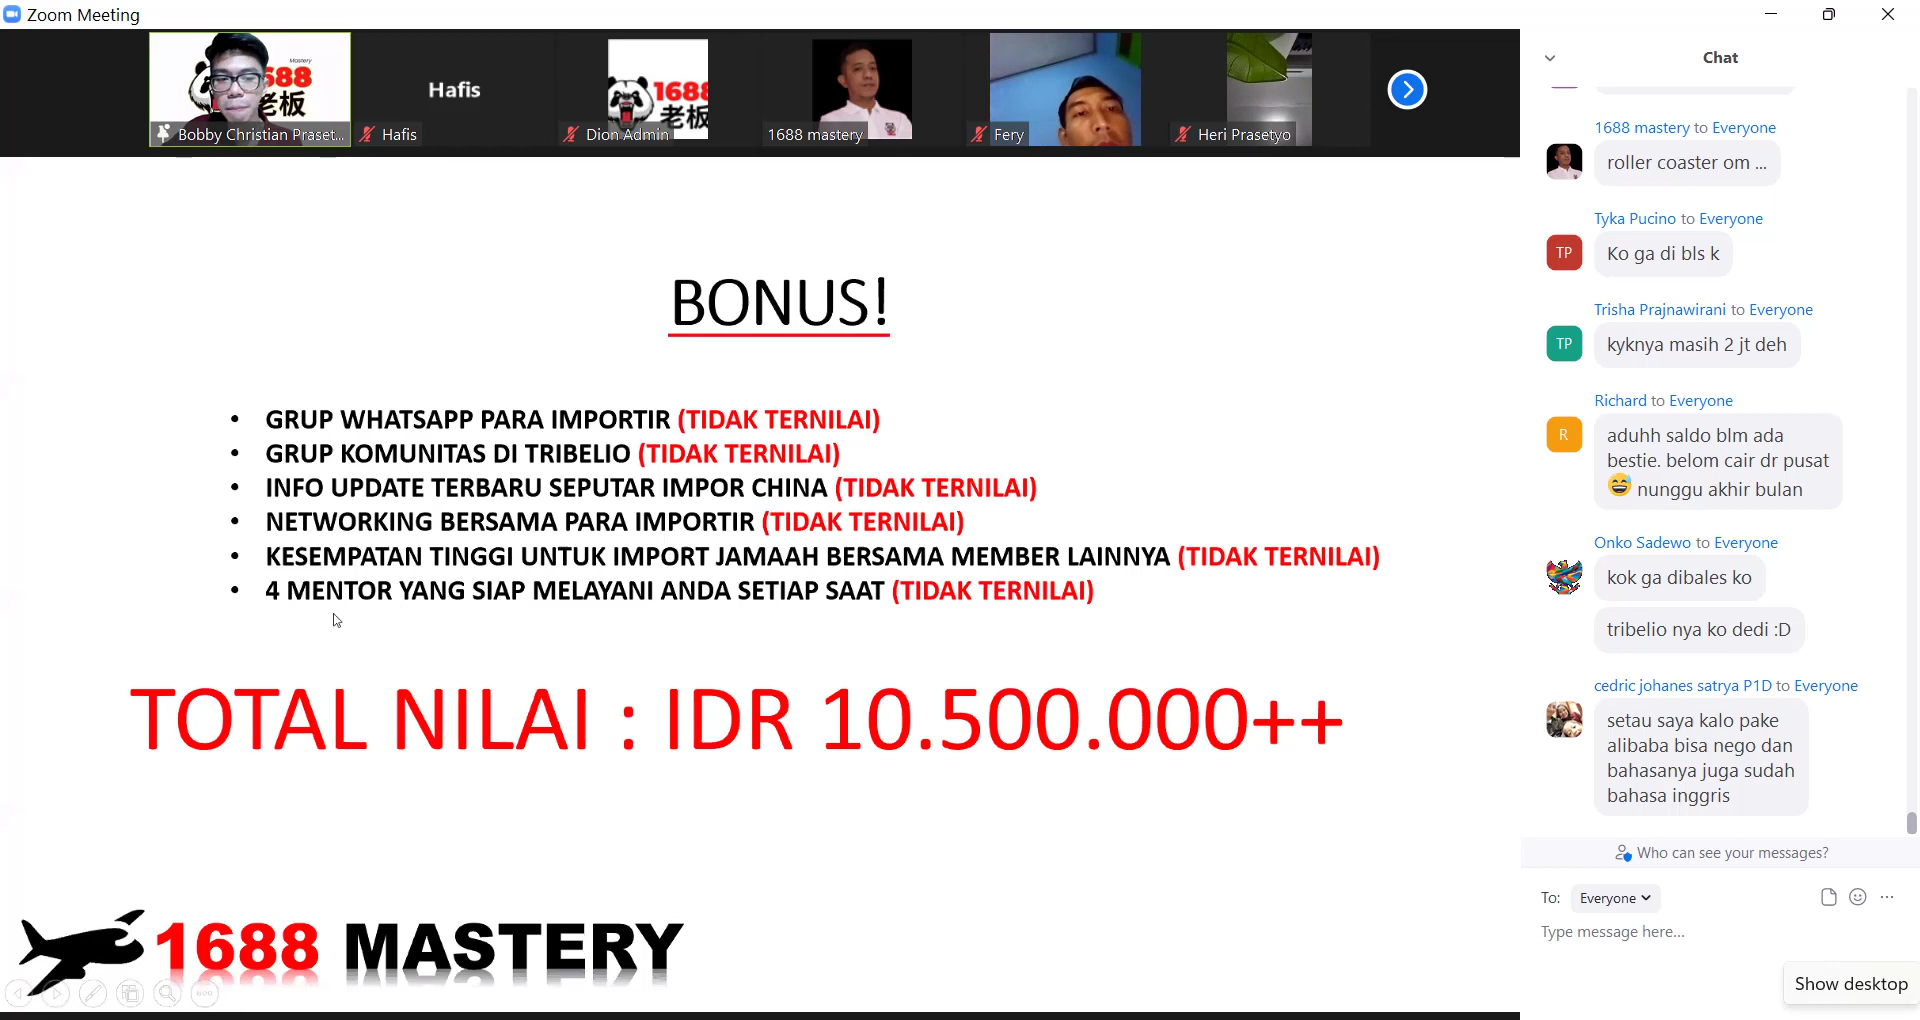 Zoom Meeting
Mastery
1688
老板
Bobby Christian Praset...
Hafis
Hafis
1688
老板
Dion Admin
1688 mastery
Fery
Heri Prasetyo
BONUS!
• GRUP WHATSAPP PARA IMPORTIR (TIDAK TERNILAI)
• GRUP KOMUNITAS DI TRIBELIO (TIDAK TERNILAI)
• INFO UPDATE TERBARU SEPUTAR IMPOR CHINA (TIDAK TERNILAI)
• NETWORKING BERSAMA PARA IMPORTIR (TIDAK TERNILAI)
• KESEMPATAN TINGGI UNTUK IMPORT JAMAAH BERSAMA MEMBER LAINNYA (TIDAK TERNILAI)
• 4 MENTOR YANG SIAP MELAYANI ANDA SETIAP SAAT (TIDAK TERNILAI)
TOTAL NILAI : IDR 10.500.000++
1688 MASTERY
Chat
1688 mastery to Everyone
roller coaster om ...
Tyka Pucino to Everyone
TP
Ko ga di bls k
Trisha Prajnawirani to Everyone
TP
kyknya masih 2 jt deh
Richard to Everyone
R
aduhh saldo blm ada
bestie. belom cair dr pusat
😅 nunggu akhir bulan
Onko Sadewo to Everyone
kok ga dibales ko
tribelio nya ko dedi :D
cedric johanes satrya P1D to Everyone
setau saya kalo pake
alibaba bisa nego dan
bahasanya juga sudah
bahasa inggris
Who can see your messages?
To: Everyone
Type message here...
Show desktop